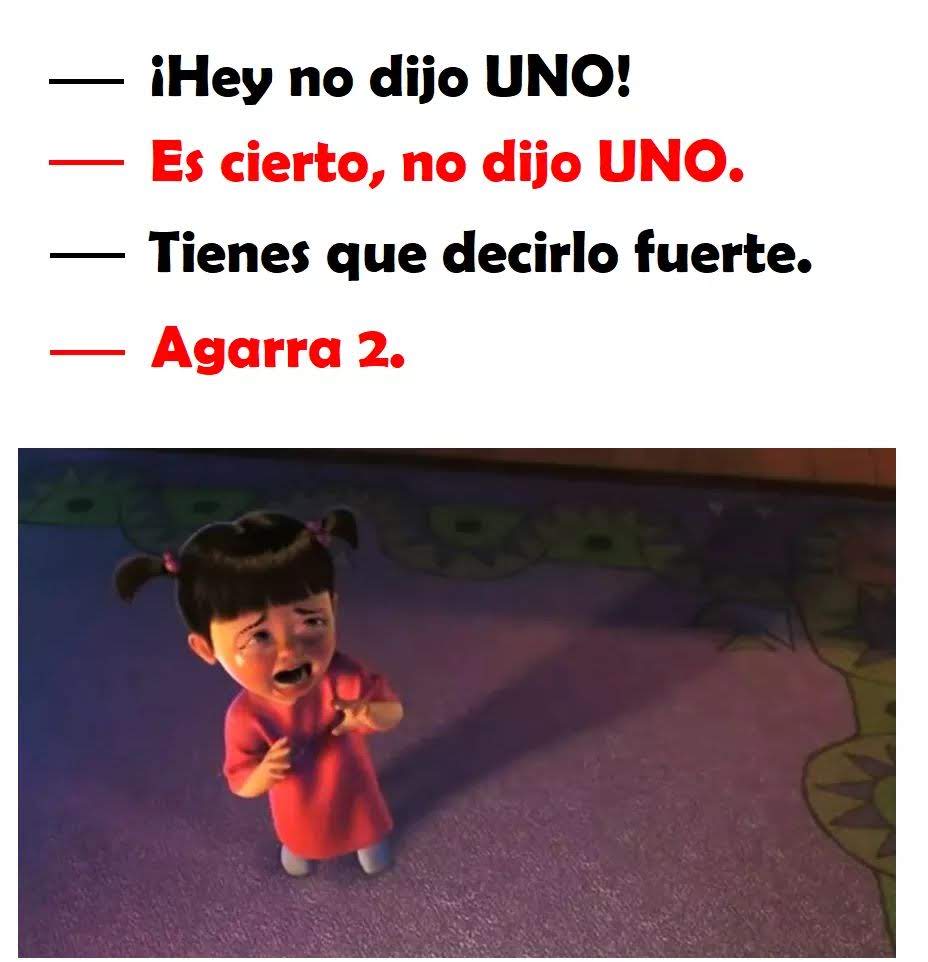 — ¡Hey no dijo UNO!
— Es cierto, no dijo UNO.
— Tienes que decirlo fuerte.
— Agarra 2.